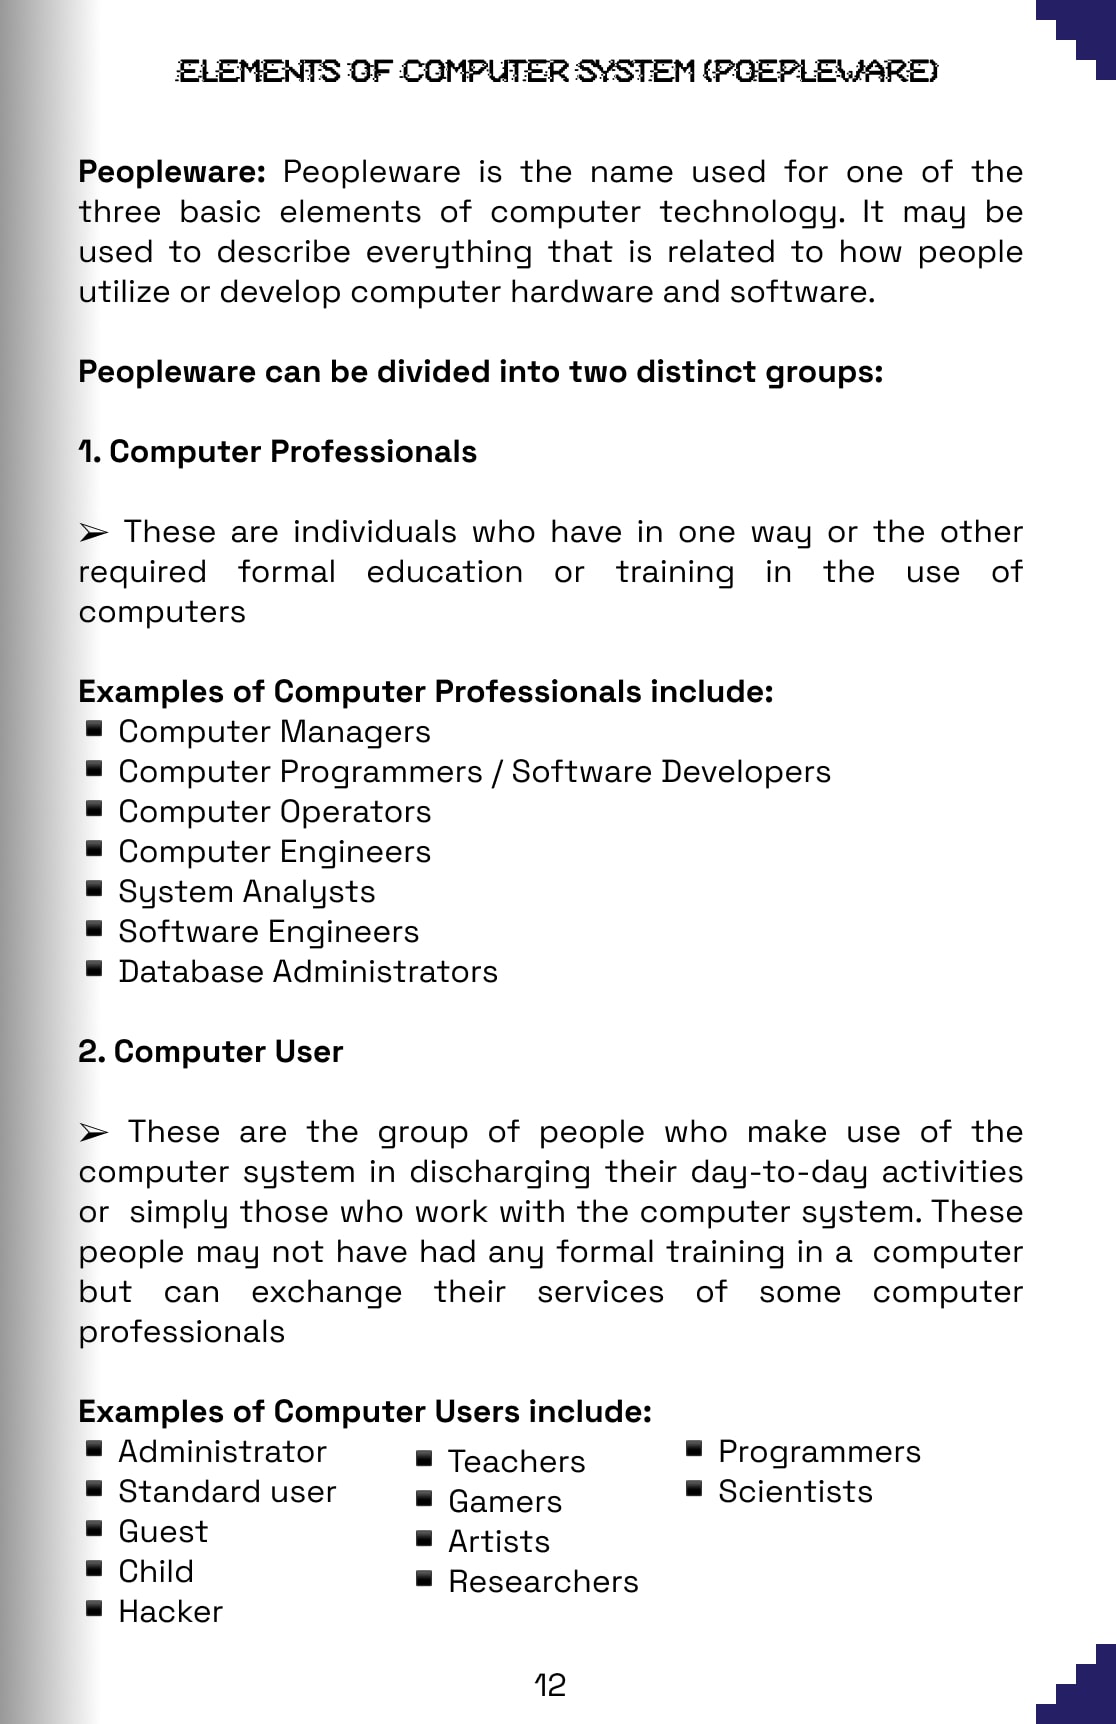 ELEMENTS OF COMPUTER SYSTEM (POEPLEWARE)
Peopleware: Peopleware is the name used for one of the
three basic elements of computer technology. It may be
used to describe everything that is related to how people
utilize or develop computer hardware and software.
Peopleware can be divided into two distinct groups:
1. Computer Professionals
➢ These are individuals who have in one way or the other
required formal education or training in the use of
computers
Examples of Computer Professionals include:
▪ Computer Managers
▪ Computer Programmers / Software Developers
▪ Computer Operators
▪ Computer Engineers
▪ System Analysts
▪ Software Engineers
▪ Database Administrators
2. Computer User
➢ These are the group of people who make use of the
computer system in discharging their day-to-day activities
or simply those who work with the computer system. These
people may not have had any formal training in a computer
but can exchange their services of some computer
professionals
Examples of Computer Users include:
▪ Administrator
▪ Standard user
▪ Guest
▪ Child
▪ Hacker
▪ Teachers
▪ Gamers
▪ Artists
▪ Researchers
▪ Programmers
▪ Scientists
12